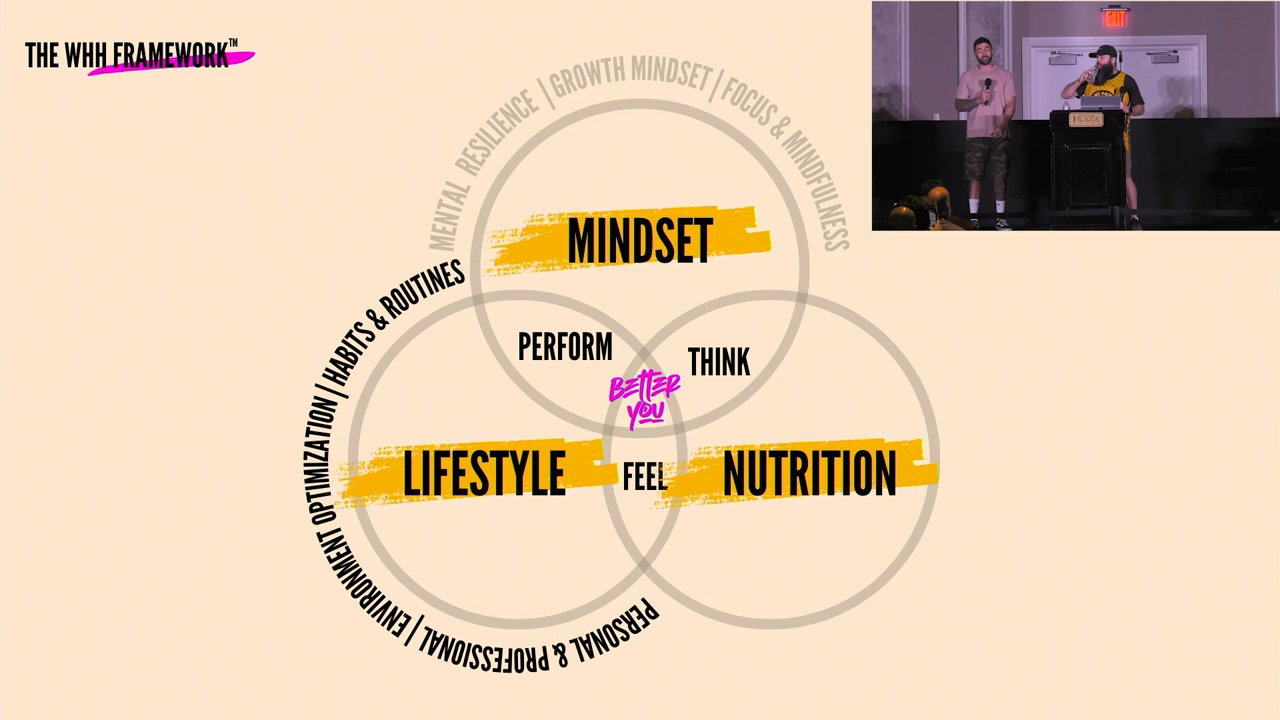 THE WHH FRAMEWORK™
EXIT
PLAZA
MENTAL RESILIENCE | GROWTH MINDSET | FOCUS & MINDFULNESS
MINDSET
PERSONAL & PROFESSIONAL | ENVIRONMENT OPTIMIZATION | HABITS & ROUTINES
PERFORM
THINK
BETTER
YOU
LIFESTYLE
FEEL
NUTRITION